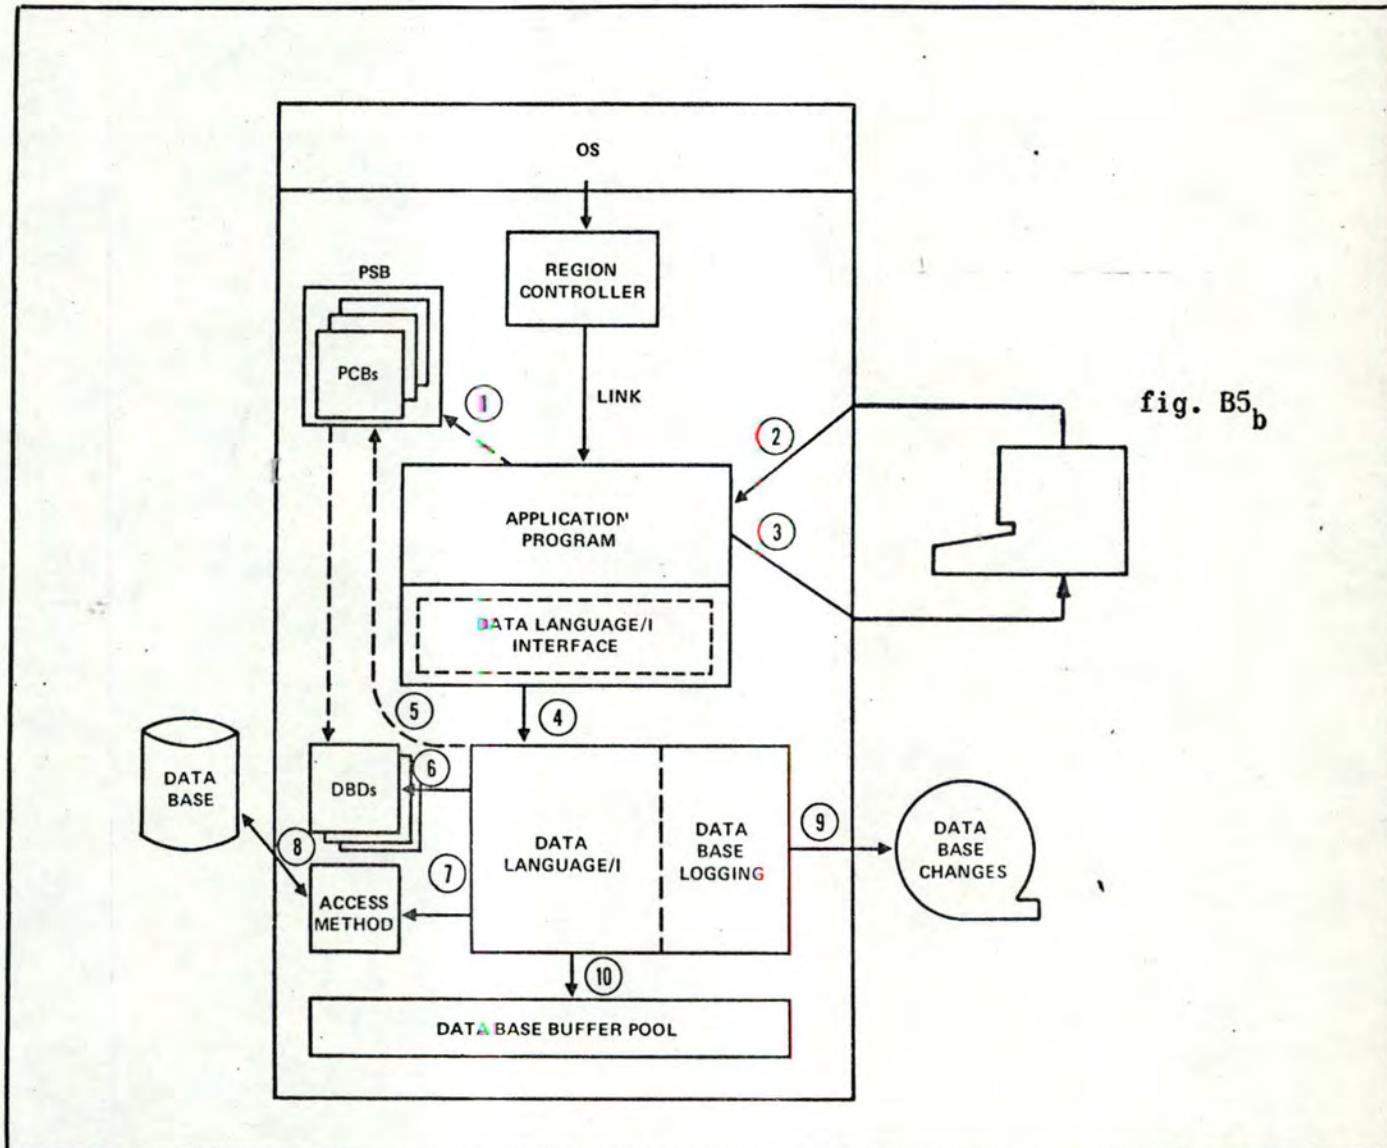 OS
REGION
CONTROLLER
PSB
PCBs
LINK
1
2
3
fig. B5b
APPLICATION
PROGRAM
DATA LANGUAGE/I
INTERFACE
4
5
6
DATA
BASE
DBDs
8
7
ACCESS
METHOD
DATA
LANGUAGE/I
DATA
BASE
LOGGING
9
DATA
BASE
CHANGES
10
DATA BASE BUFFER POOL